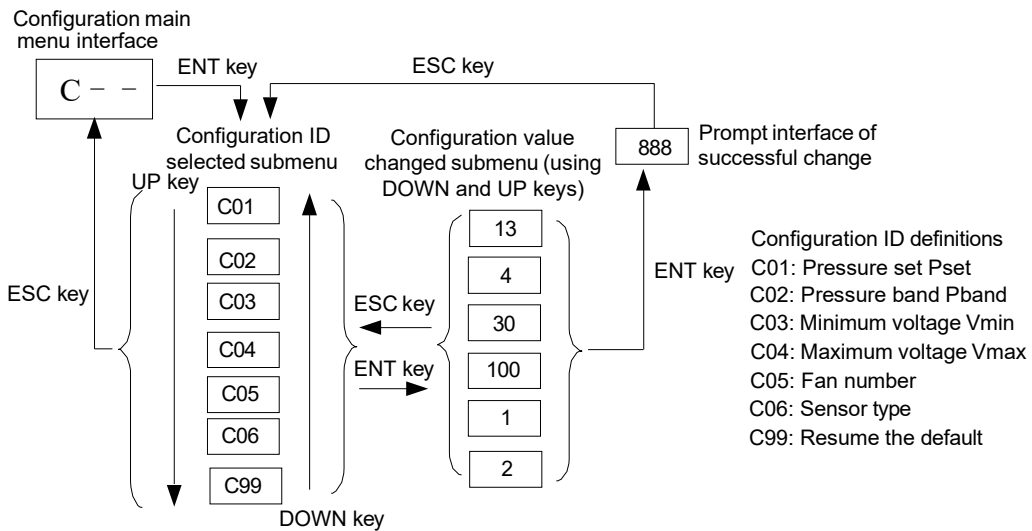 Configuration main
menu interface
C - -
ENT key
ESC key
Configuration ID
selected submenu
Configuration value
changed submenu (using
DOWN and UP keys)
888
Prompt interface of
successful change
UP key
C01
C02
C03
C04
C05
C06
C99
DOWN key
ESC key
ESC key
ENT key
13
4
30
100
1
2
ENT key
Configuration ID definitions
C01: Pressure set Pset
C02: Pressure band Pband
C03: Minimum voltage Vmin
C04: Maximum voltage Vmax
C05: Fan number
C06: Sensor type
C99: Resume the default